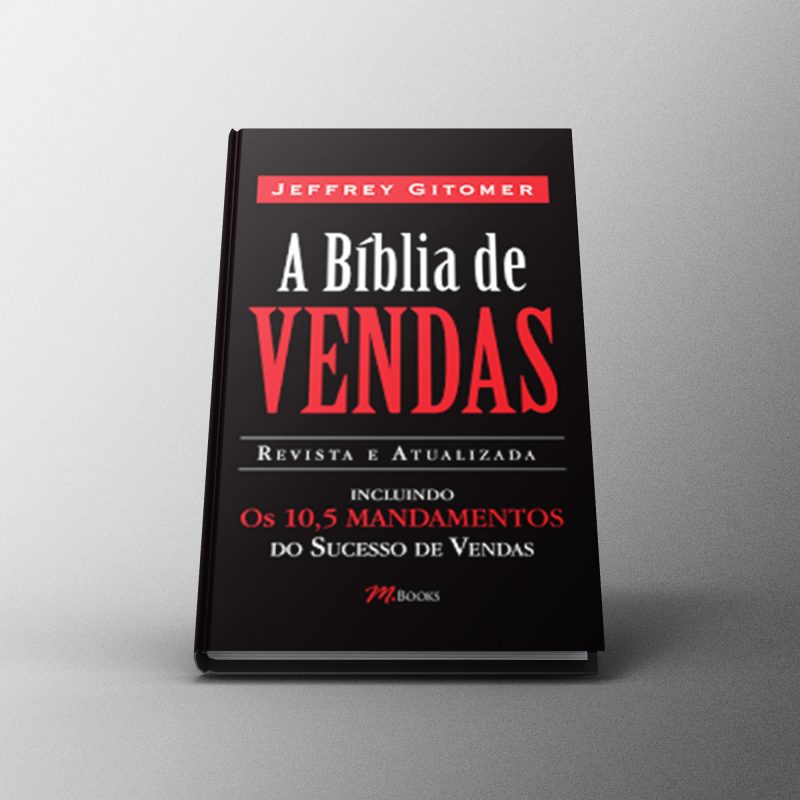 JEFFREY GITOMER
A Bíblia de
VENDAS
REVISTA E ATUALIZADA
INCLUINDO
OS 10,5 MANDAMENTOS
DO SUCESSO DE VENDAS
M.BOOKS